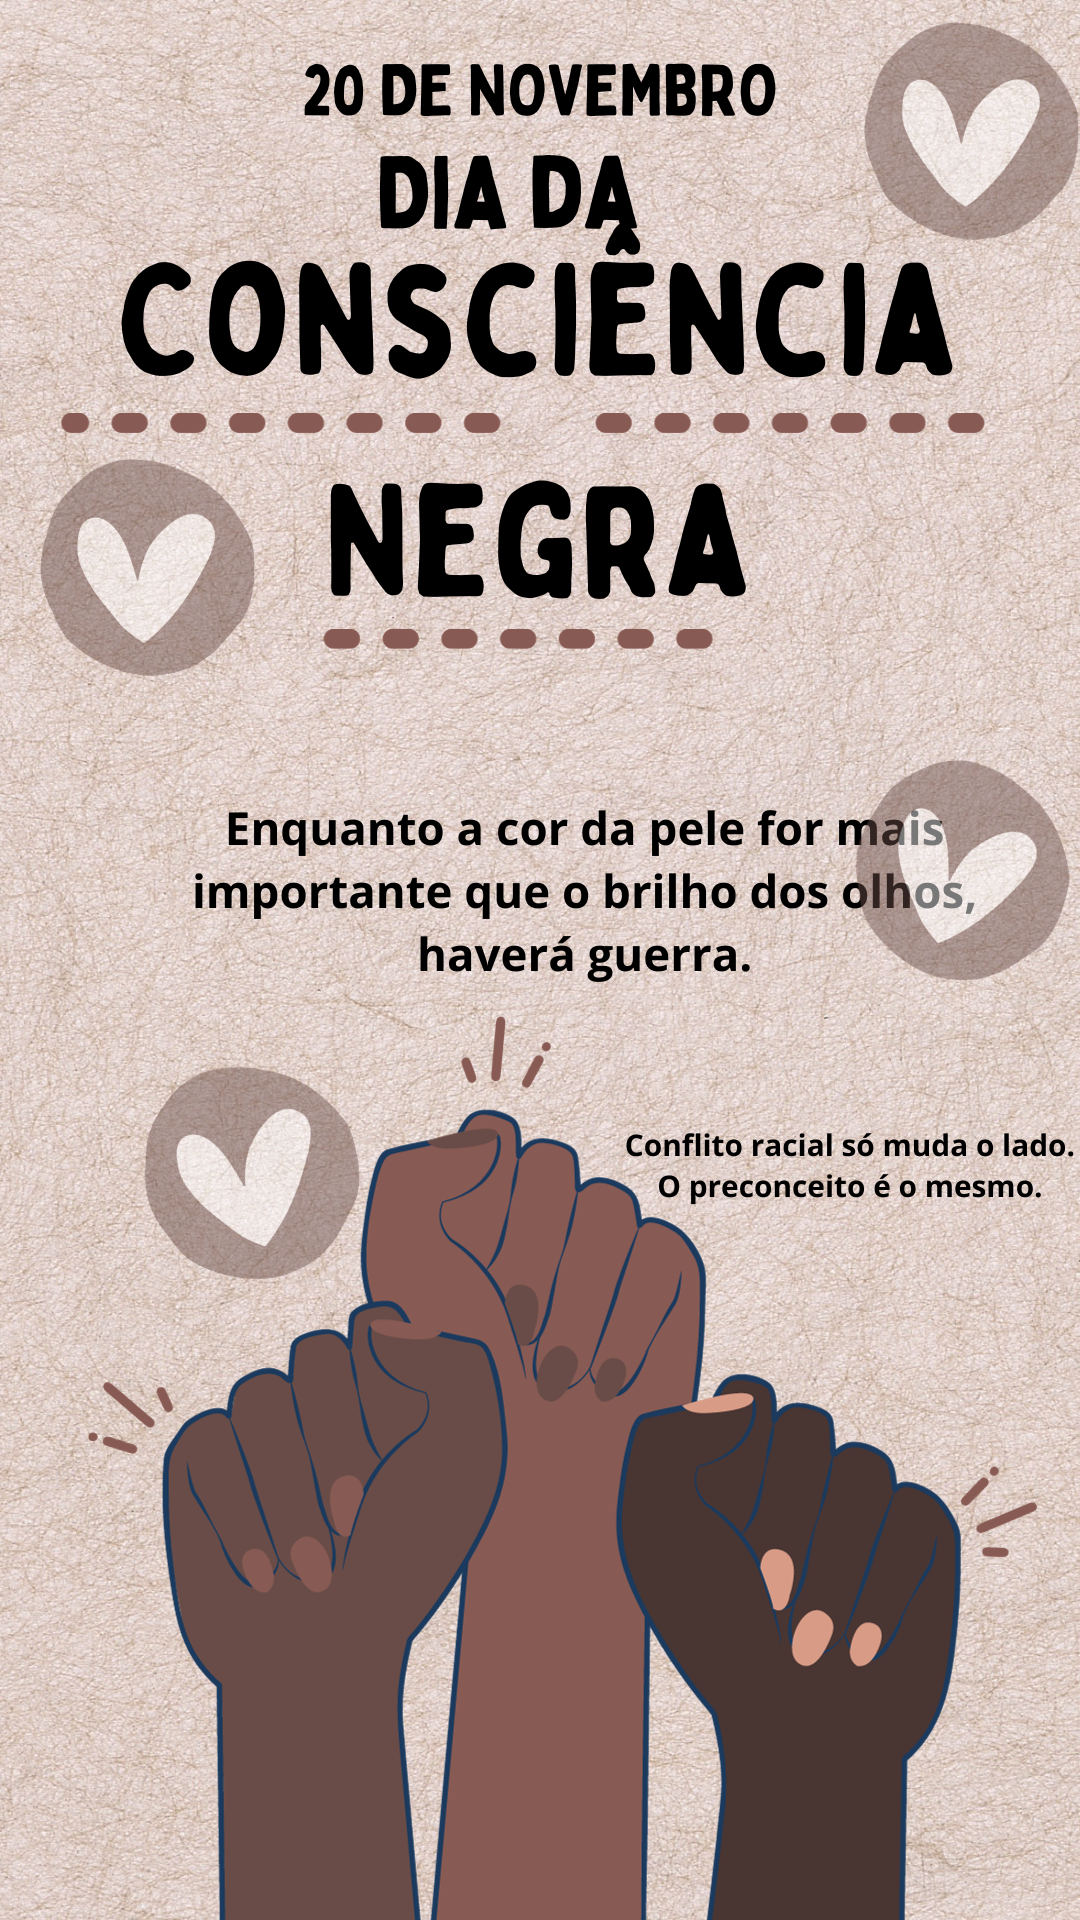 20 DE NOVEMBRO
DIA DA
CONSCIÊNCIA
NEGRA
Enquanto a cor da pele for mais
importante que o brilho dos olhos,
haverá guerra.
Conflito racial só muda o lado.
O preconceito é o mesmo.